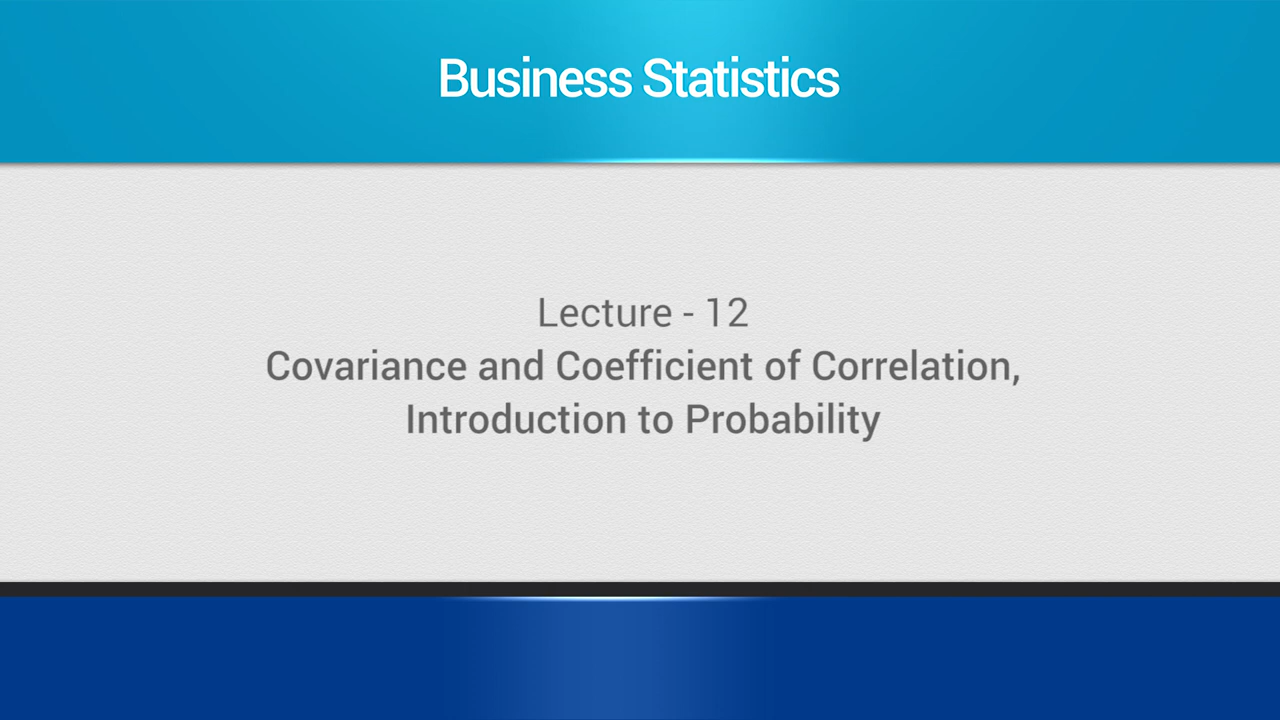 Business Statistics
Lecture - 12
Covariance and Coefficient of Correlation,
Introduction to Probability